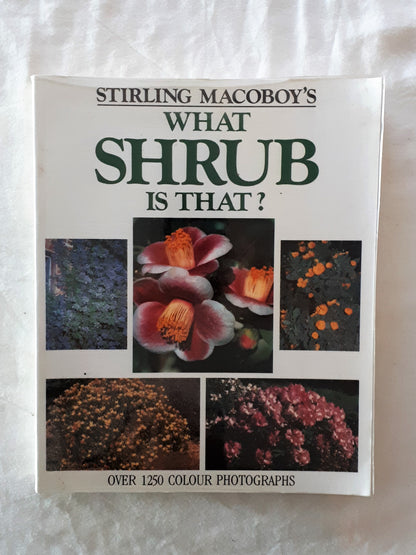 STIRLING MACOBOY'S
WHAT
SHRUB
IS THAT?
OVER 1250 COLOUR PHOTOGRAPHS